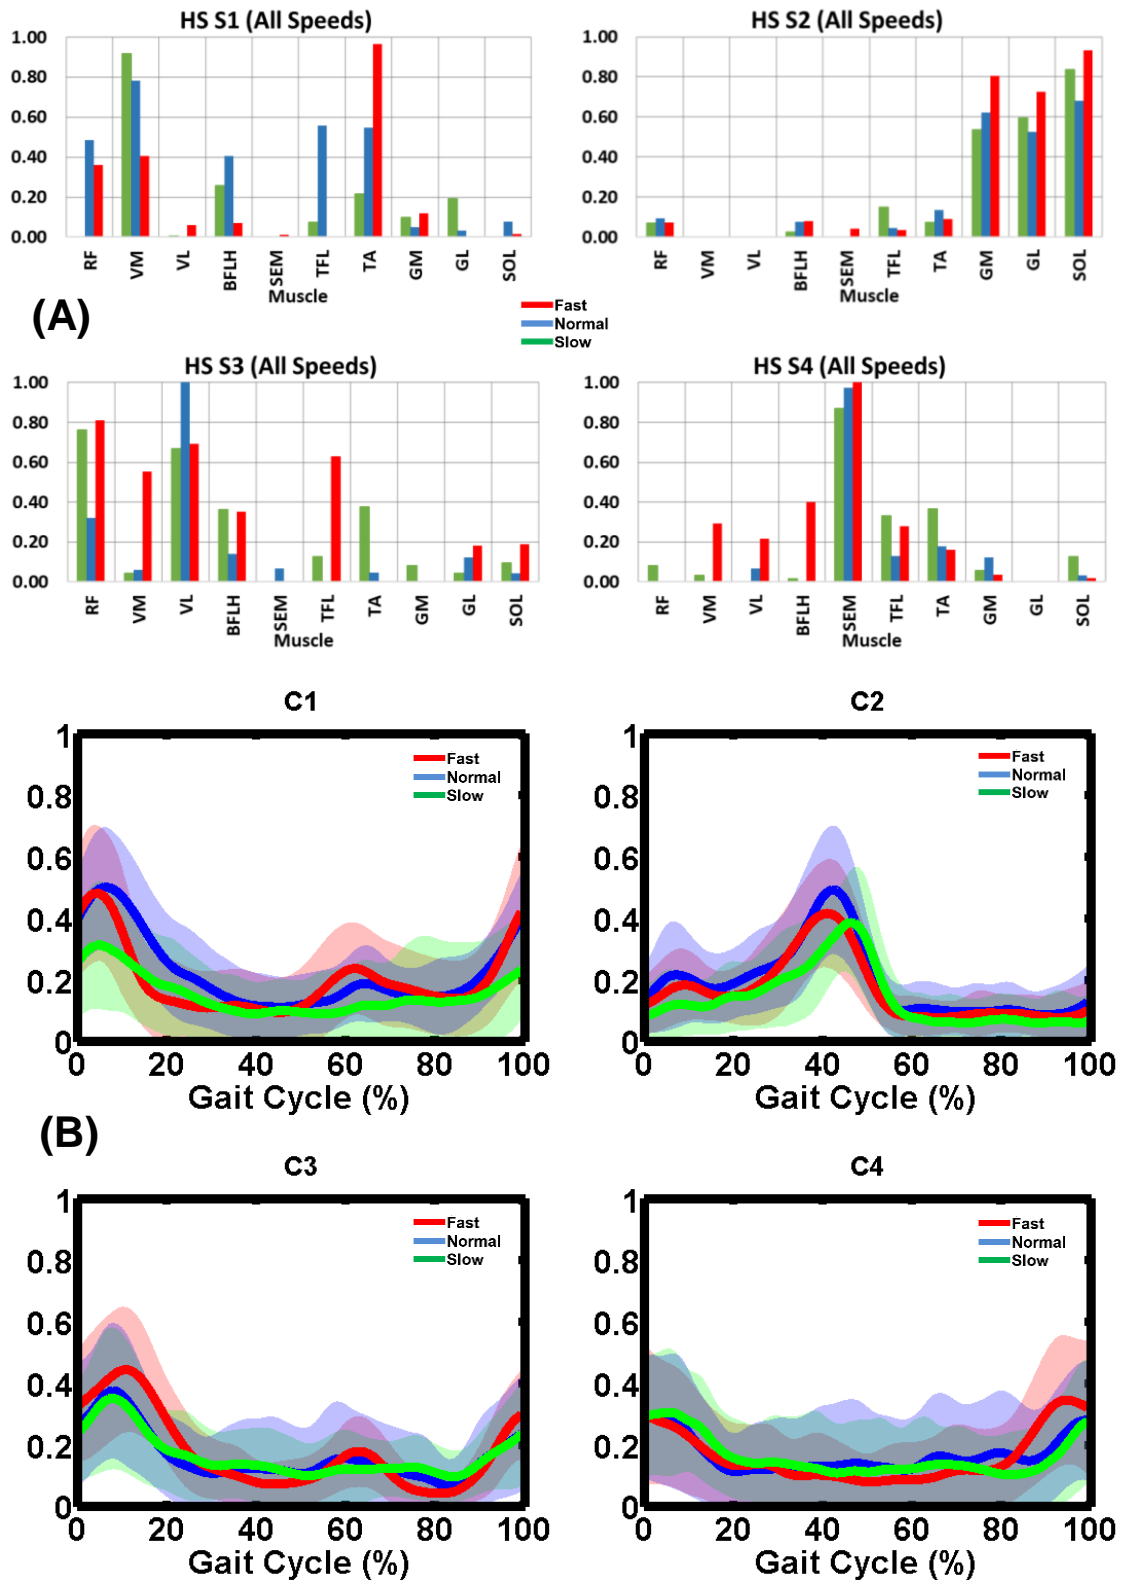 HS S1 (All Speeds)
1.00
0.80
0.60
0.40
0.20
0.00
RF VM VL BFLH SEM TFL TA GM GL SOL
Muscle
HS S2 (All Speeds)
1.00
0.80
0.60
0.40
0.20
0.00
RF VM VL BFLH SEM TFL TA GM GL SOL
Muscle
(A)
Fast
Normal
Slow
HS S3 (All Speeds)
1.00
0.80
0.60
0.40
0.20
0.00
RF VM VL BFLH SEM TFL TA GM GL SOL
Muscle
HS S4 (All Speeds)
1.00
0.80
0.60
0.40
0.20
0.00
RF VM VL BFLH SEM TFL TA GM GL SOL
Muscle
C1
1
0.8
0.6
0.4
0.2
0
Fast
Normal
Slow
0 20 40 60 80 100
Gait Cycle (%)
C2
1
0.8
0.6
0.4
0.2
0
Fast
Normal
Slow
0 20 40 60 80 100
Gait Cycle (%)
(B)
C3
1
0.8
0.6
0.4
0.2
0
Fast
Normal
Slow
0 20 40 60 80 100
Gait Cycle (%)
C4
1
0.8
0.6
0.4
0.2
0
Fast
Normal
Slow
0 20 40 60 80 100
Gait Cycle (%)